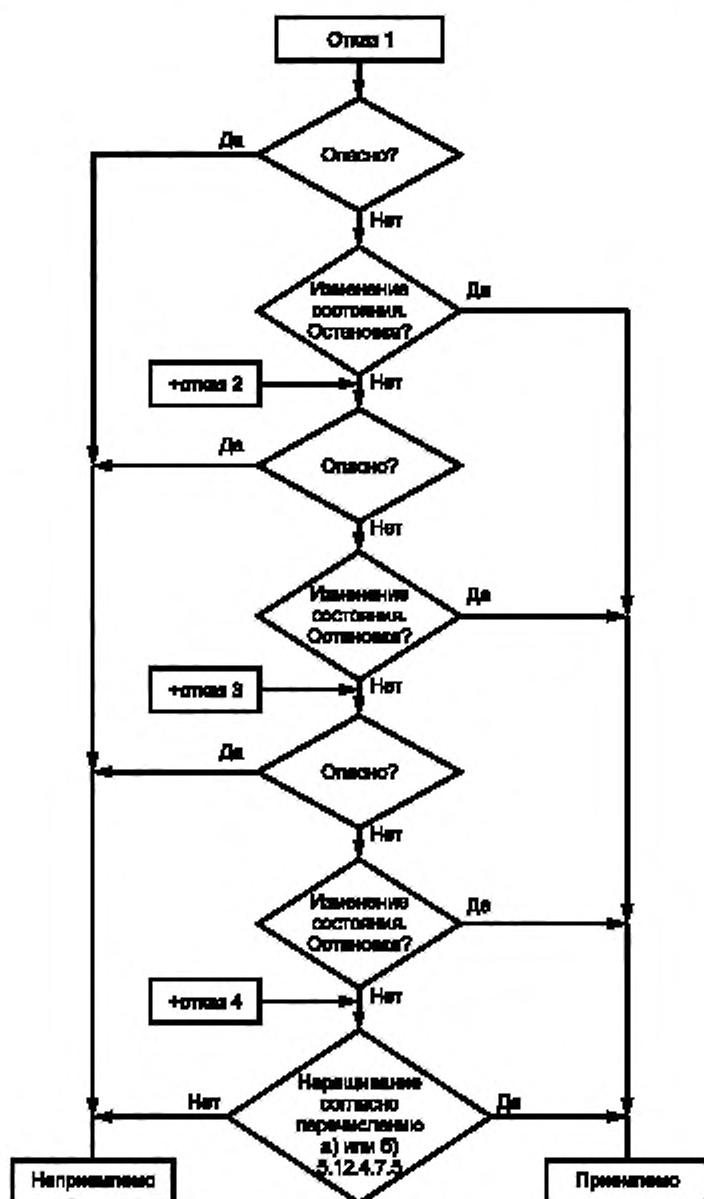 Отказ 1
Да
Опасно?
Нет
Изменение
состояния.
Остановка?
Да
+отказ 2
Нет
Да
Опасно?
Нет
Изменение
состояния.
Остановка?
Да
+отказ 3
Нет
Да
Опасно?
Нет
Изменение
состояния.
Остановка?
Да
+отказ 4
Нет
Нет
Наращивание
согласно
перечислению
а) или б)
5.12.4.7.5
Да
Неприемлемо
Приемлемо